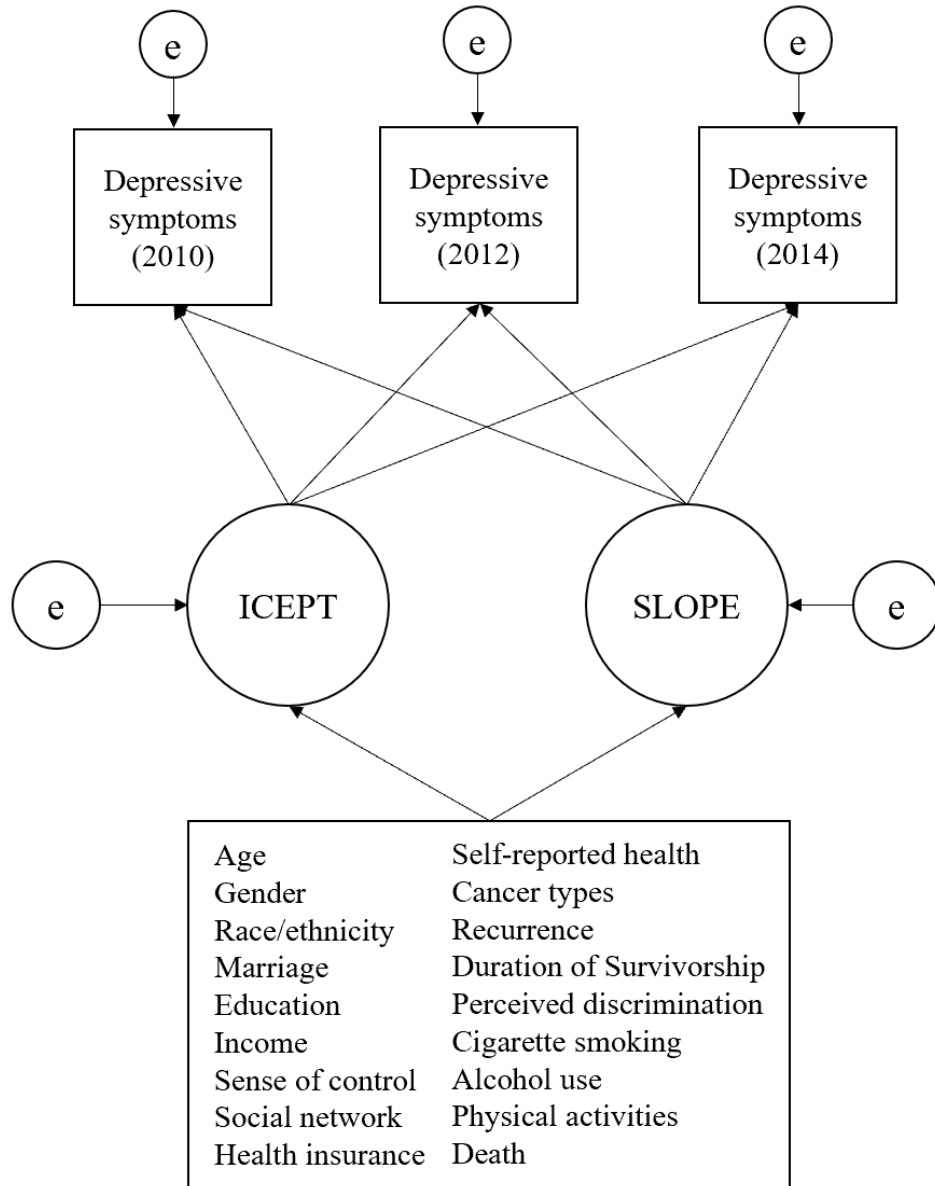 e
e
e
Depressive
symptoms
(2010)
Depressive
symptoms
(2012)
Depressive
symptoms
(2014)
e
ICEPT
SLOPE
e
Age
Gender
Race/ethnicity
Marriage
Education
Income
Sense of control
Social network
Health insurance
Self-reported health
Cancer types
Recurrence
Duration of Survivorship
Perceived discrimination
Cigarette smoking
Alcohol use
Physical activities
Death